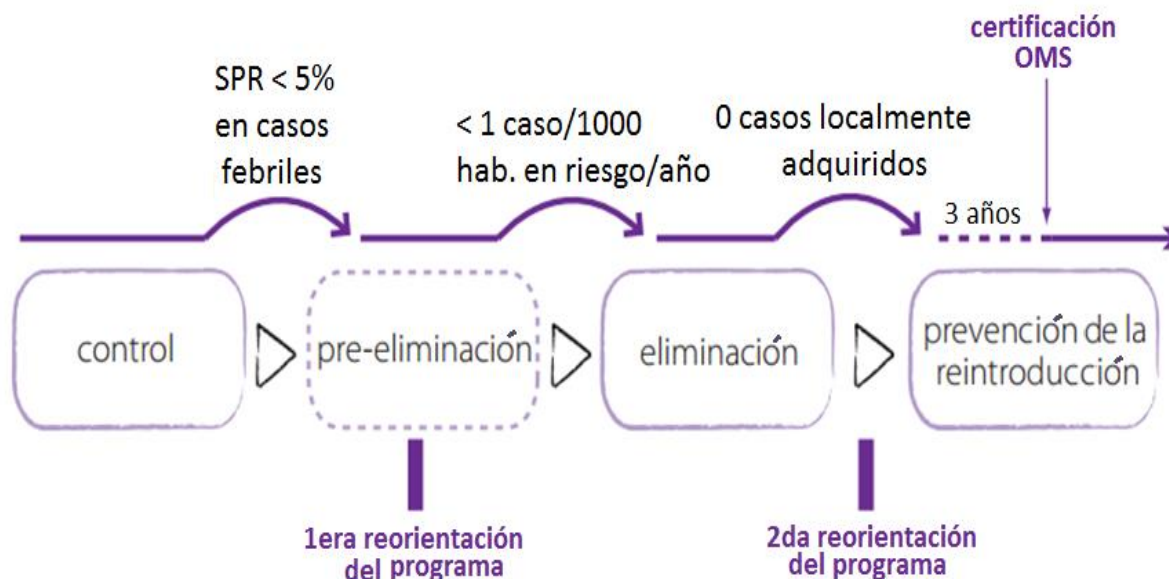 certificación
OMS
SPR < 5%
en casos
febriles
< 1 caso/1000
hab. en riesgo/año
0 casos localmente
adquiridos
3 años
control
pre-eliminación
eliminación
prevención de la
reintroducción
1era reorientación
del programa
2da reorientación
del programa